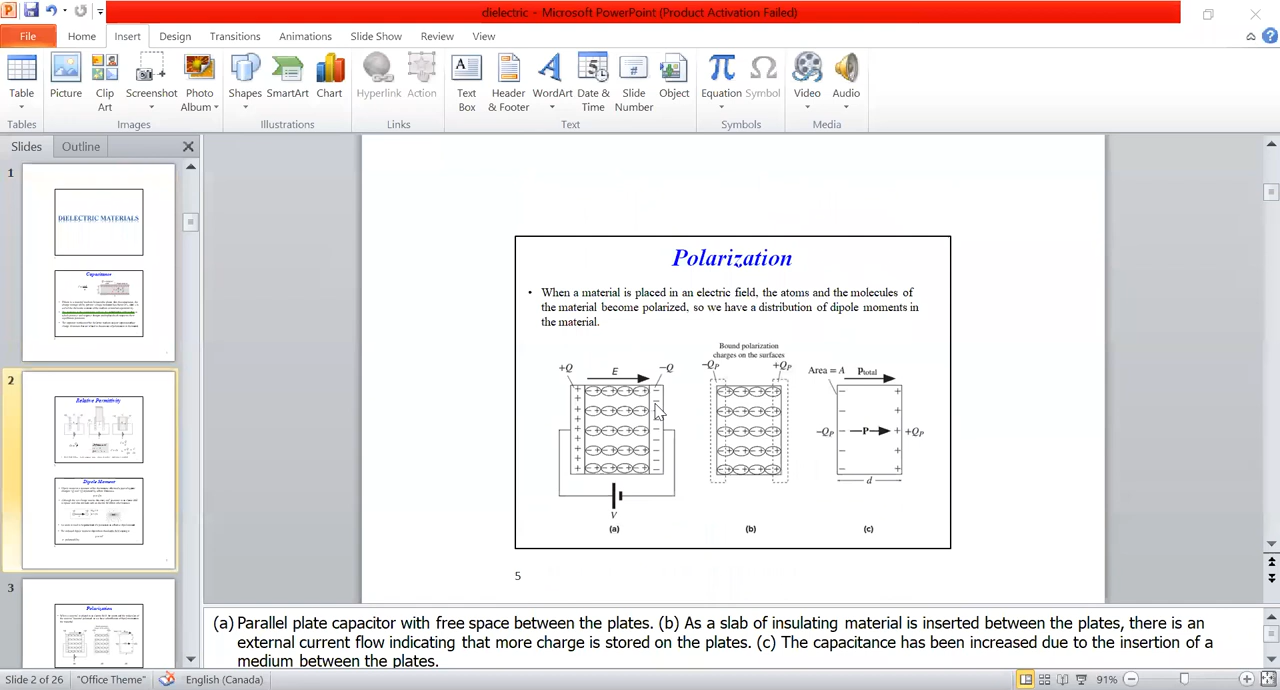 dielectric - Microsoft PowerPoint (Product Activation Failed)
File Home Insert Design Transitions Animations Slide Show Review View
Table Picture Clip Art Screenshot Photo Album Shapes SmartArt Chart Hyperlink Action Text Box Header & Footer WordArt Date & Time Slide Number Object Equation Symbol Video Audio
Tables Images Illustrations Links Text Symbols Media
Slides Outline
1
DIELECTRIC MATERIALS
Capacitance
2
Relative Permittivity
Dipole Moment
3
Polarization
Polarization
• When a material is placed in an electric field, the atoms and the molecules of
the material become polarized, so we have a distribution of dipole moments in
the material.
Bound polarization
charges on the surfaces
+Q E −Q
−QP +QP
Area = A Ptotal
−QP P +QP
d
V
(a) (b) (c)
5
(a) Parallel plate capacitor with free space between the plates. (b) As a slab of insulating material is inserted between the plates, there is an
external current flow indicating that more charge is stored on the plates. (c) The capacitance has been increased due to the insertion of a
medium between the plates.
Slide 2 of 26 "Office Theme" English (Canada) 91%